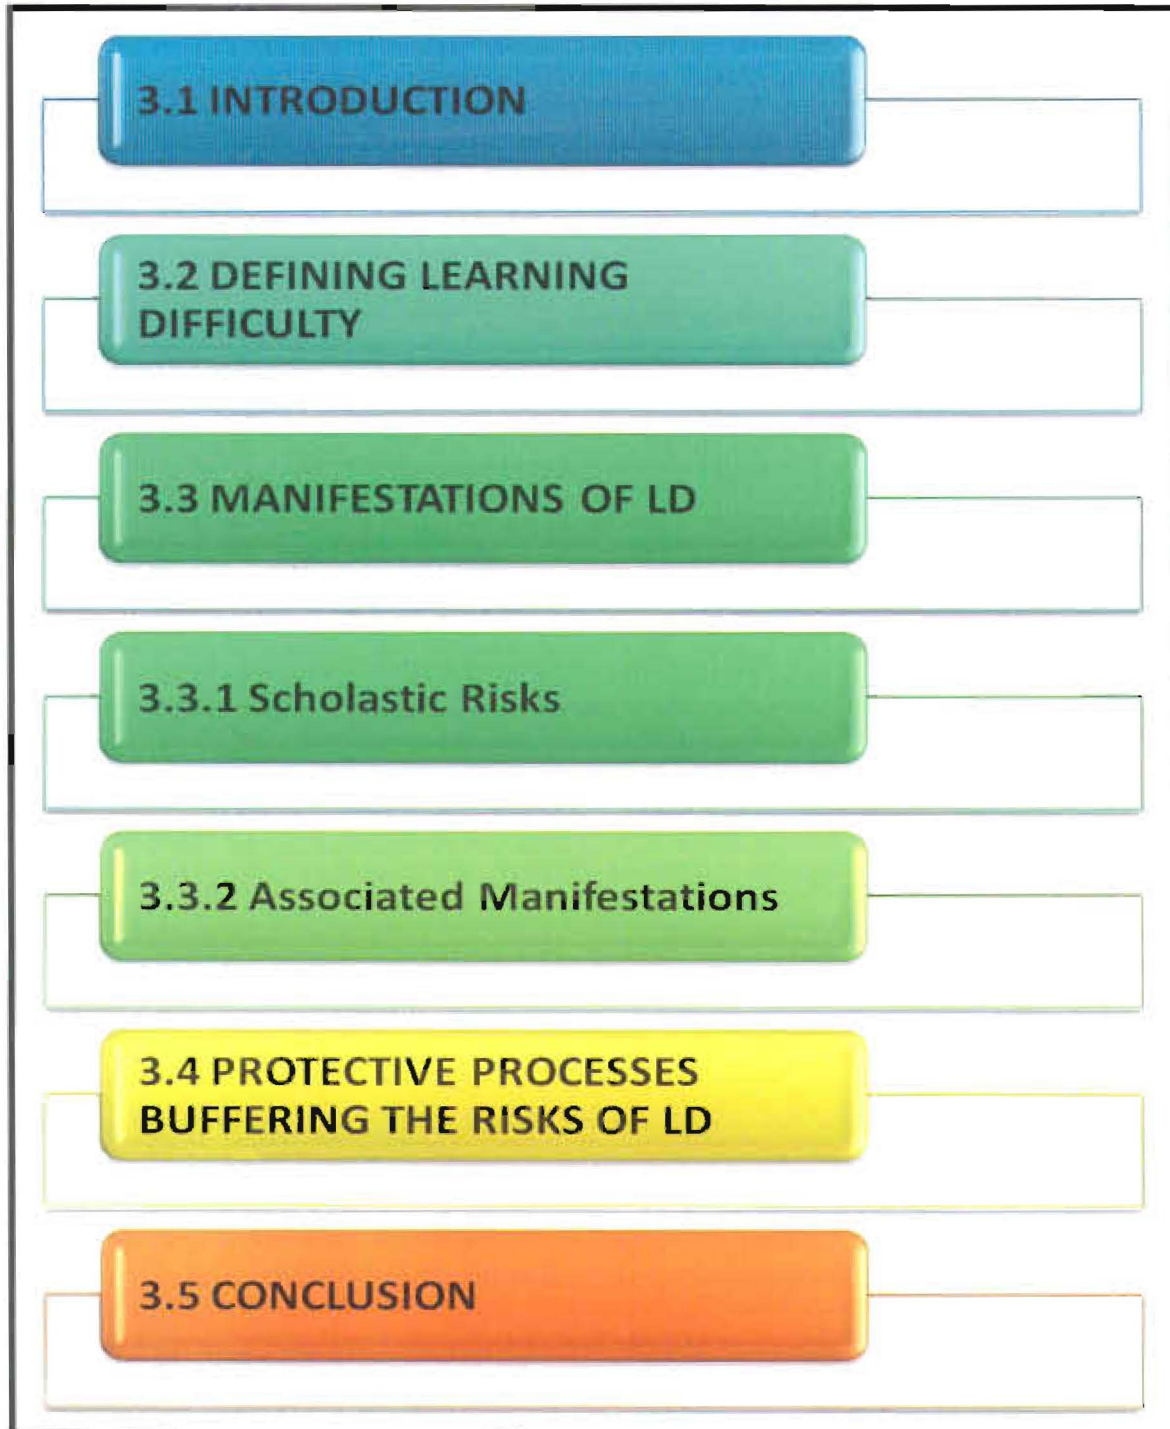 3.1 INTRODUCTION
3.2 DEFINING LEARNING
DIFFICULTY
3.3 MANIFESTATIONS OF LD
3.3.1 Scholastic Risks
3.3.2 Associated Manifestations
3.4 PROTECTIVE PROCESSES
BUFFERING THE RISKS OF LD
3.5 CONCLUSION